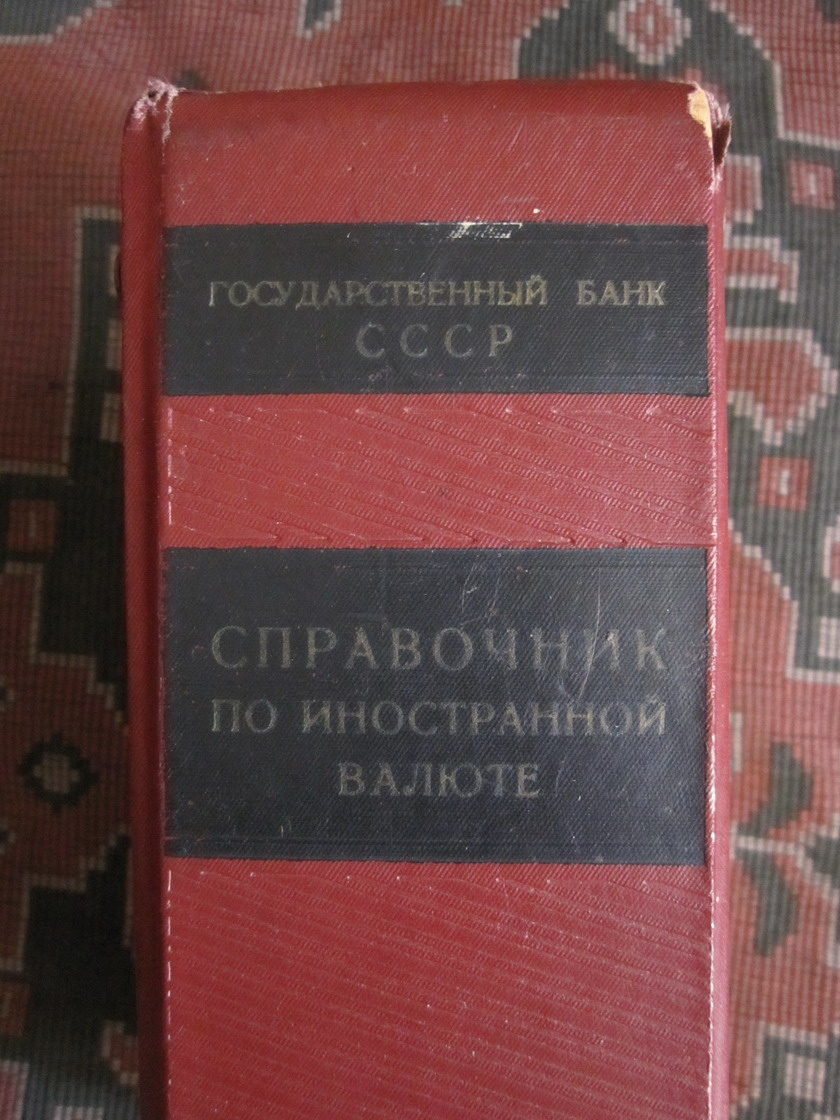 ГОСУДАРСТВЕННЫЙ БАНК
СССР
СПРАВОЧНИК
ПО ИНОСТРАННОЙ
ВАЛЮТЕ